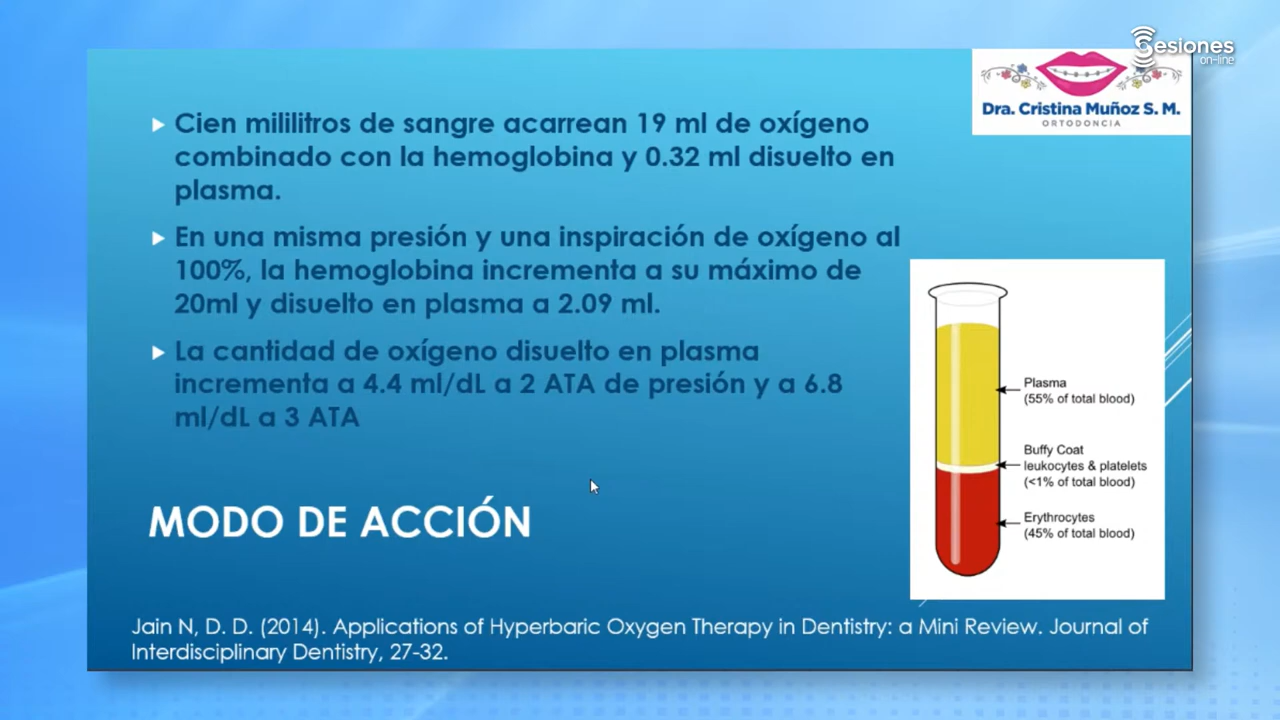 Sesiones
on-line
Dra. Cristina Muñoz S. M.
ORTODONCIA
Cien mililitros de sangre acarrean 19 ml de oxígeno
combinado con la hemoglobina y 0.32 ml disuelto en
plasma.
En una misma presión y una inspiración de oxígeno al
100%, la hemoglobina incrementa a su máximo de
20ml y disuelto en plasma a 2.09 ml.
La cantidad de oxígeno disuelto en plasma
incrementa a 4.4 ml/dL a 2 ATA de presión y a 6.8
ml/dL a 3 ATA
Plasma
(55% of total blood)
Buffy Coat
leukocytes & platelets
(<1% of total blood)
Erythrocytes
(45% of total blood)
MODO DE ACCIÓN
Jain N, D. D. (2014). Applications of Hyperbaric Oxygen Therapy in Dentistry: a Mini Review. Journal of
Interdisciplinary Dentistry, 27-32.